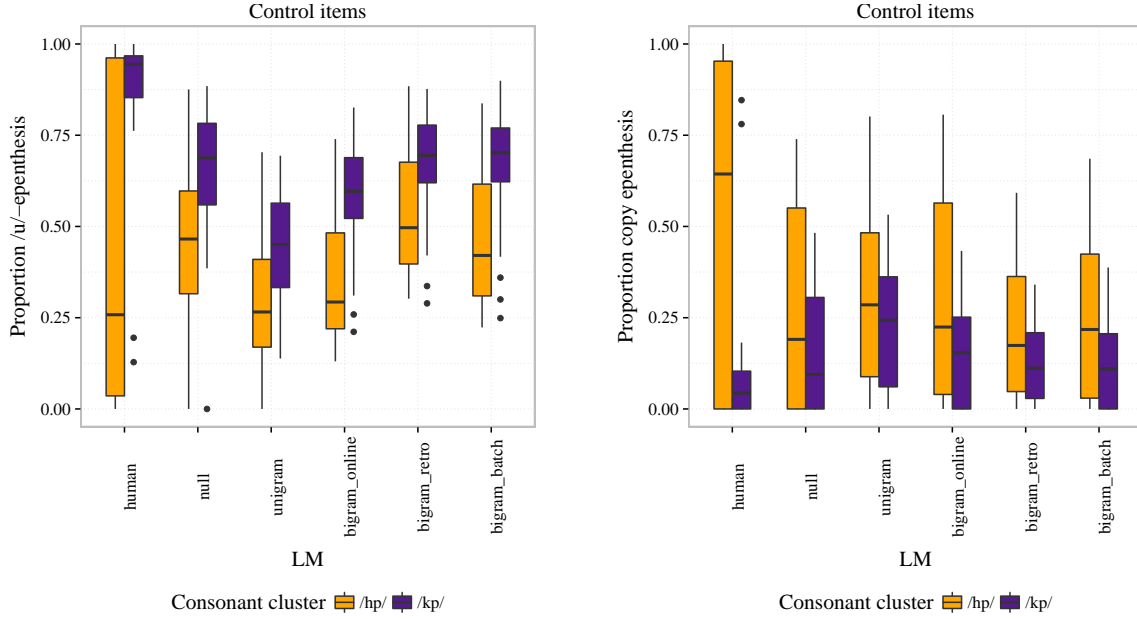 Control items
Proportion /u/−epenthesis
1.00
0.75
0.50
0.25
0.00
human
null
unigram
bigram_online
bigram_retro
bigram_batch
LM
Consonant cluster /hp/ /kp/
Control items
Proportion copy epenthesis
1.00
0.75
0.50
0.25
0.00
human
null
unigram
bigram_online
bigram_retro
bigram_batch
LM
Consonant cluster /hp/ /kp/